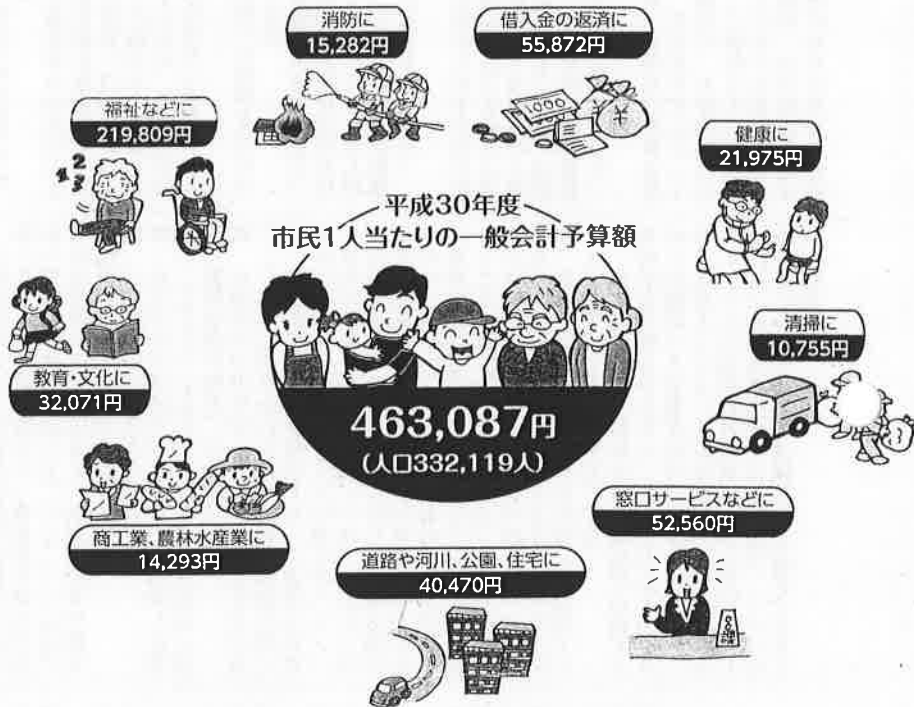 消防に
15,282円
借入金の返済に
55,872円
福祉などに
219,809円
健康に
21,975円
平成30年度
市民1人当たりの一般会計予算額
清掃に
10,755円
教育・文化に
32,071円
463,087円
(人口332,119人)
商工業、農林水産業に
14,293円
窓口サービスなどに
52,560円
道路や河川、公園、住宅に
40,470円
1 2 3
1,000
¥
¥